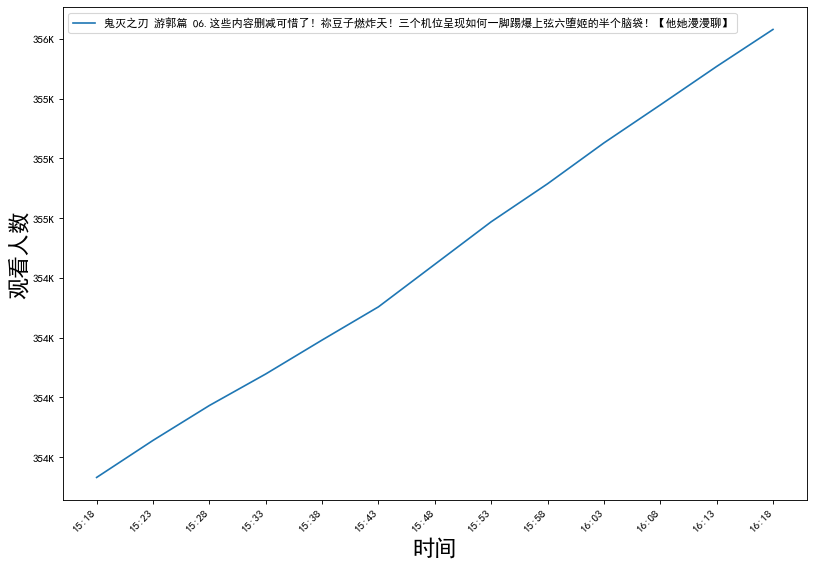 鬼灭之刃 游郭篇 06.这些内容删减可惜了！祢豆子燃炸天！三个机位呈现如何一脚踢爆上弦六堕姬的半个脑袋！【他她漫漫聊】
356K
355K
355K
355K
354K
354K
354K
354K
观看人数
15:18
15:23
15:28
15:33
15:38
15:43
15:48
15:53
15:58
16:03
16:08
16:13
16:18
时间